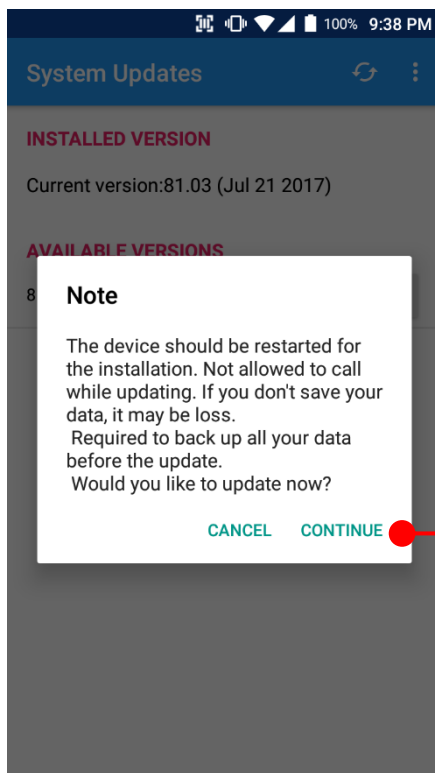 100% 9:38 PM
System Updates
INSTALLED VERSION
Current version:81.03 (Jul 21 2017)
AVAILABLE VERSIONS
8
Note
The device should be restarted for
the installation. Not allowed to call
while updating. If you don't save your
data, it may be loss.
Required to back up all your data
before the update.
Would you like to update now?
CANCEL CONTINUE